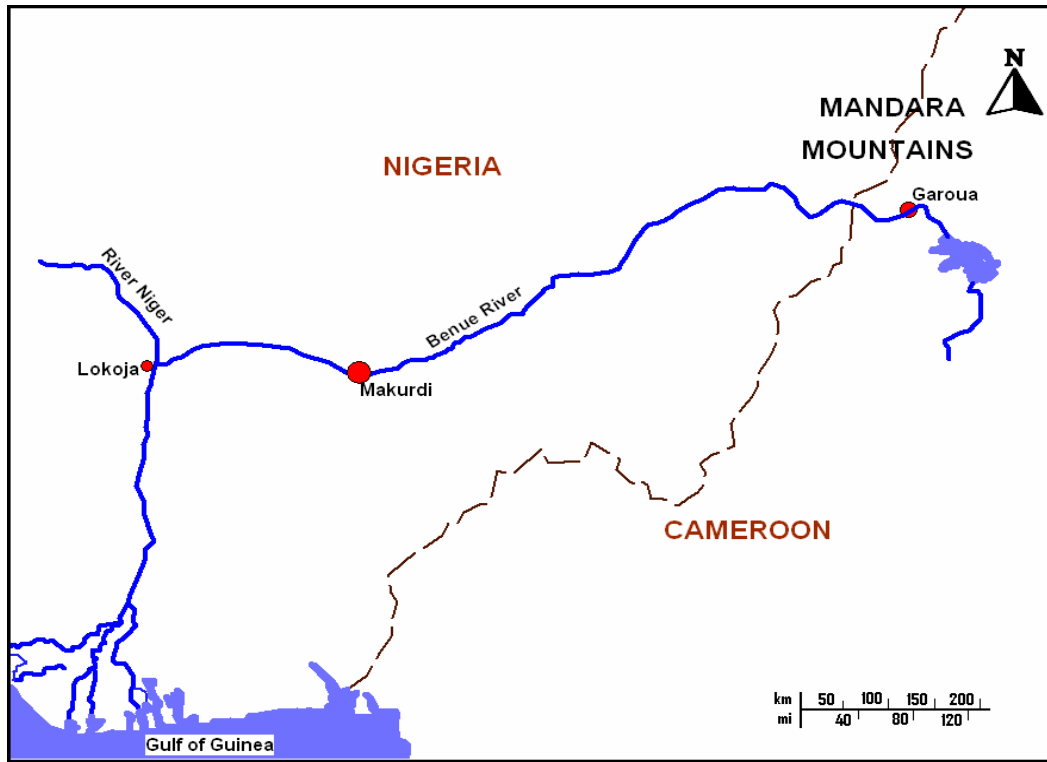 N
MANDARA
MOUNTAINS
NIGERIA
Garoua
River Niger
Benue River
Lokoja
Makurdi
CAMEROON
km 50 100 150 200
mi 40 80 120
Gulf of Guinea